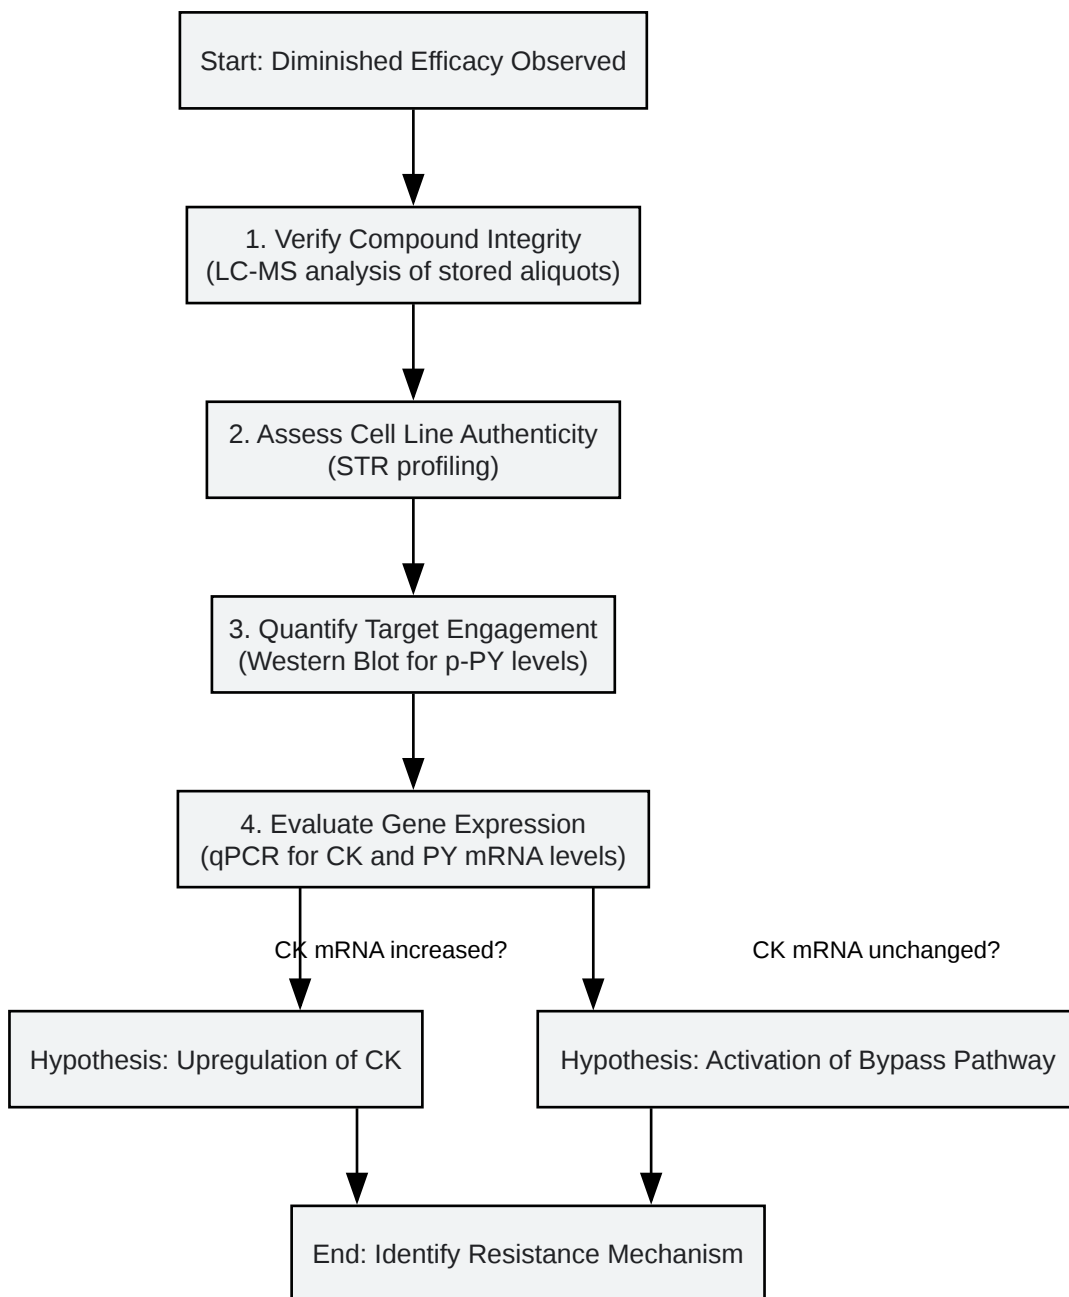 Start: Diminished Efficacy Observed
1. Verify Compound Integrity
(LC-MS analysis of stored aliquots)
2. Assess Cell Line Authenticity
(STR profiling)
3. Quantify Target Engagement
(Western Blot for p-PY levels)
4. Evaluate Gene Expression
(qPCR for CK and PY mRNA levels)
CK mRNA increased?
CK mRNA unchanged?
Hypothesis: Upregulation of CK
Hypothesis: Activation of Bypass Pathway
End: Identify Resistance Mechanism